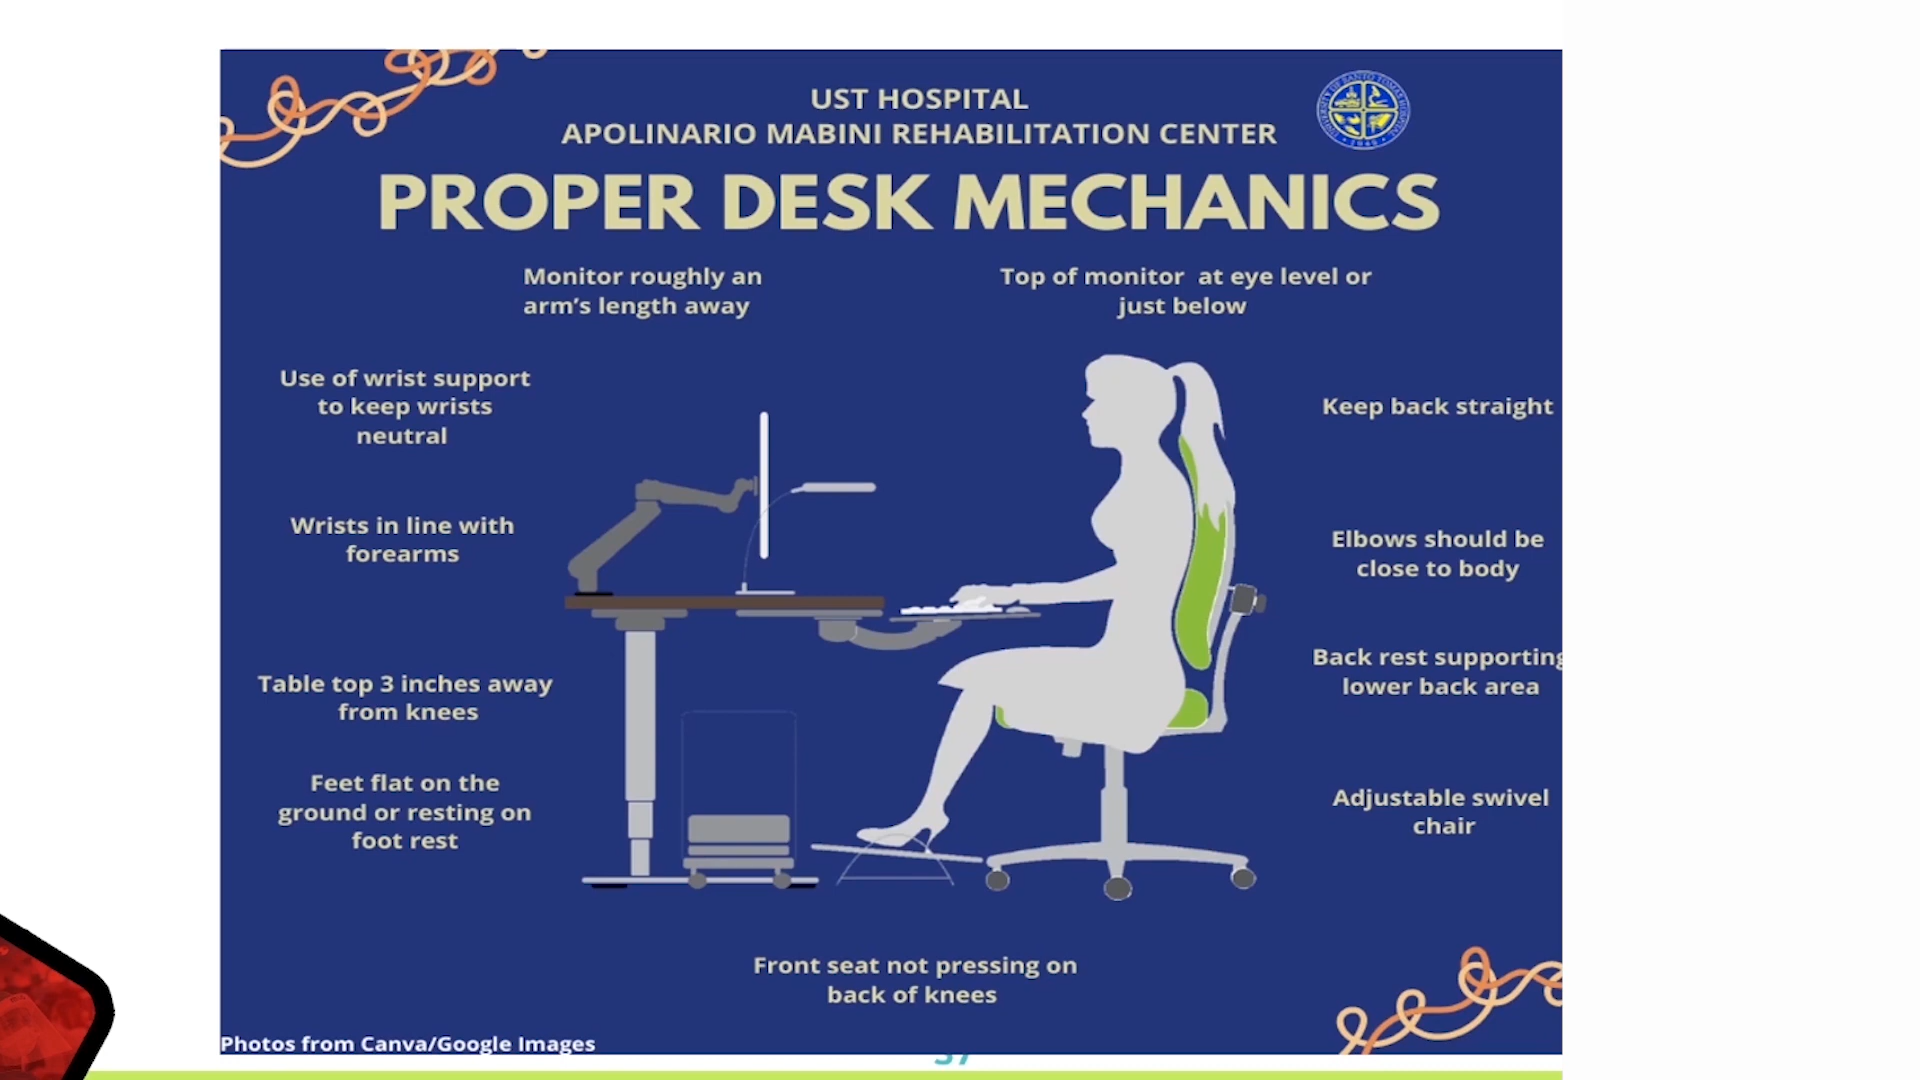 UST HOSPITAL
APOLINARIO MABINI REHABILITATION CENTER
PROPER DESK MECHANICS
Monitor roughly an
arm's length away
Top of monitor at eye level or
just below
Use of wrist support
to keep wrists
neutral
Keep back straight
Wrists in line with
forearms
Elbows should be
close to body
Back rest supporting
lower back area
Table top 3 inches away
from knees
Feet flat on the
ground or resting on
foot rest
Adjustable swivel
chair
Front seat not pressing on
back of knees
Photos from Canva/Google Images